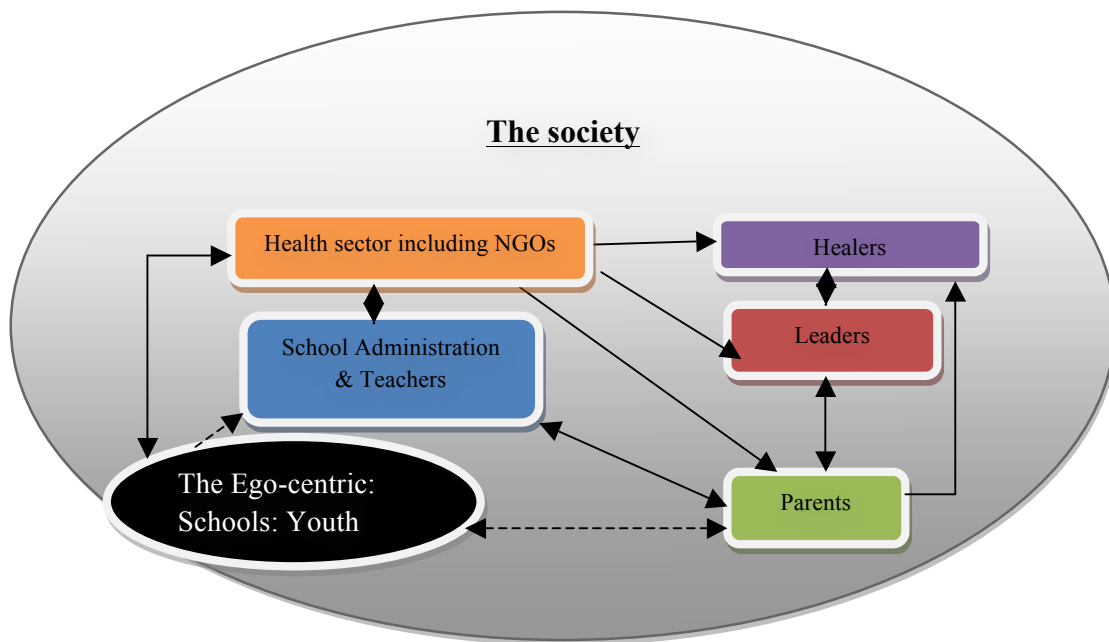 The society
Health sector including NGOs
Healers
School Administration
& Teachers
Leaders
The Ego-centric:
Schools: Youth
Parents